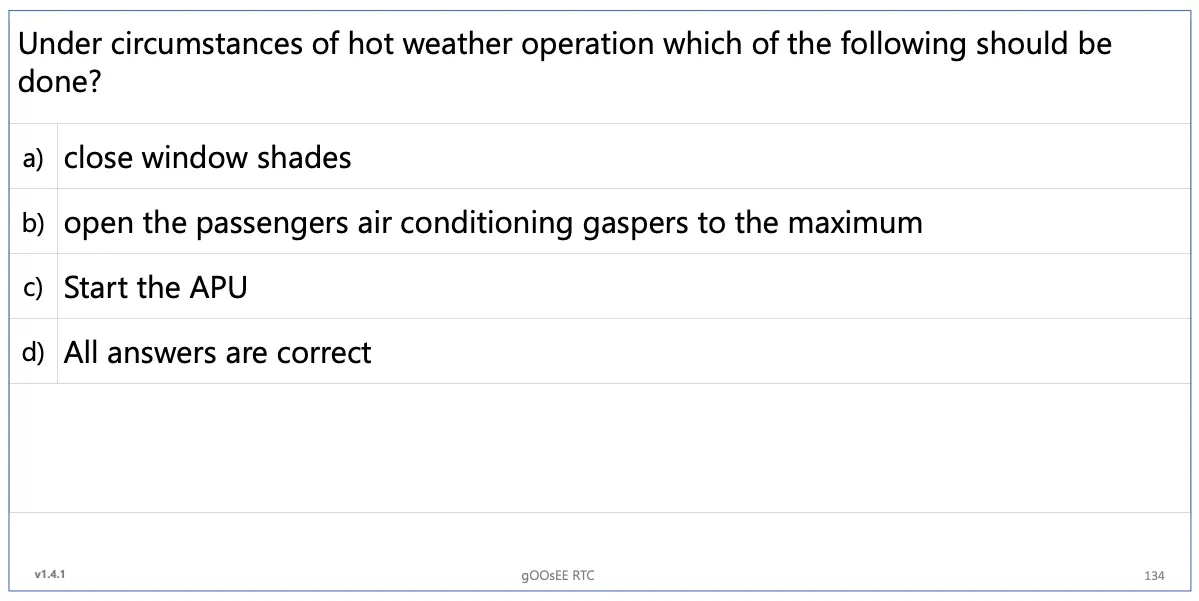 Under circumstances of hot weather operation which of the following should be
done?
a) close window shades
b) open the passengers air conditioning gaspers to the maximum
c) Start the APU
d) All answers are correct
v1.4.1 gOOsEE RTC 134